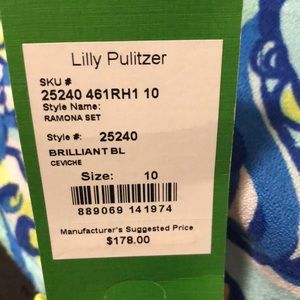 Lilly Pulitzer
SKU #
25240 461RH1 10
Style Name:
RAMONA SET
Style #: 25240
BRILLIANT BL
CEVICHE
Size: 10
889069 141974
Manufacturer's Suggested Price
$178.00